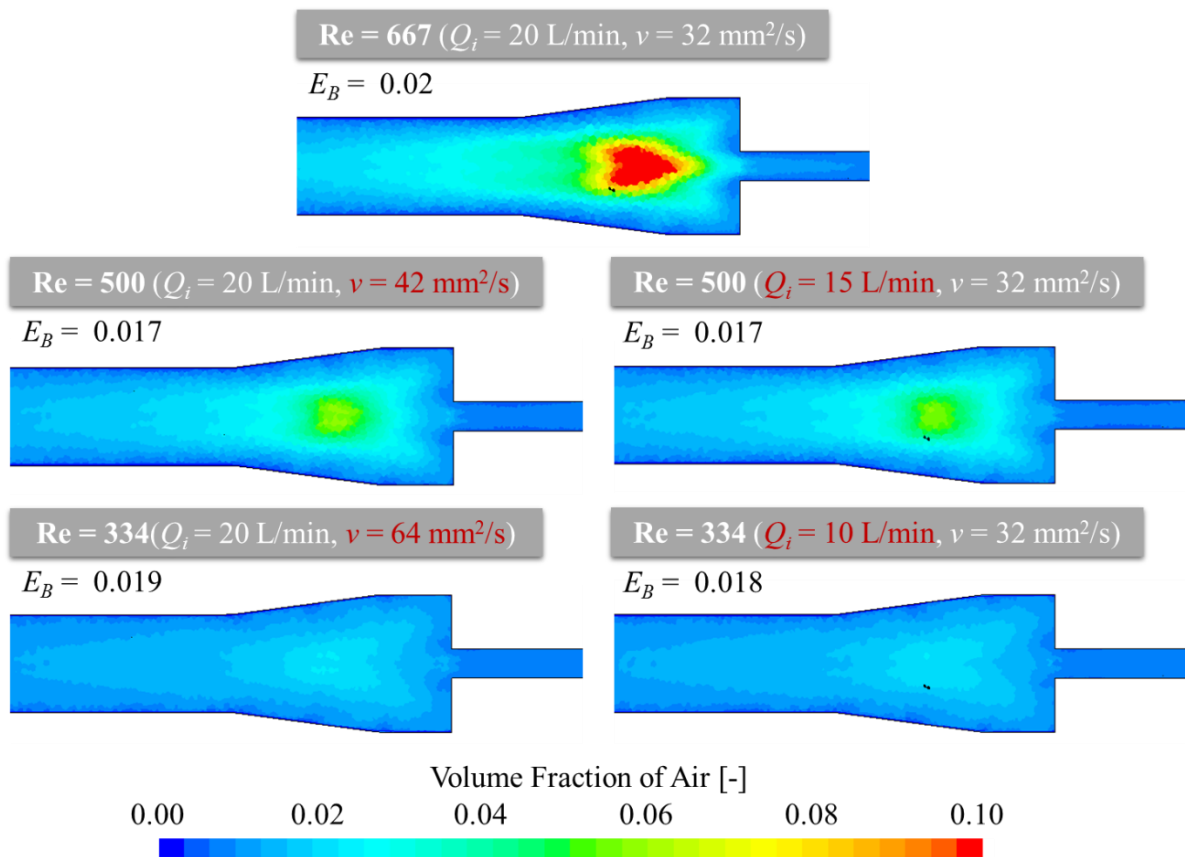 Re = 667 (Qi = 20 L/min, ν = 32 mm²/s)
EB = 0.02
Re = 500 (Qi = 20 L/min, ν = 42 mm²/s)
Re = 500 (Qi = 15 L/min, ν = 32 mm²/s)
EB = 0.017
EB = 0.017
Re = 334(Qi = 20 L/min, ν = 64 mm²/s)
Re = 334 (Qi = 10 L/min, ν = 32 mm²/s)
EB = 0.019
EB = 0.018
Volume Fraction of Air [-]
0.00 0.02 0.04 0.06 0.08 0.10